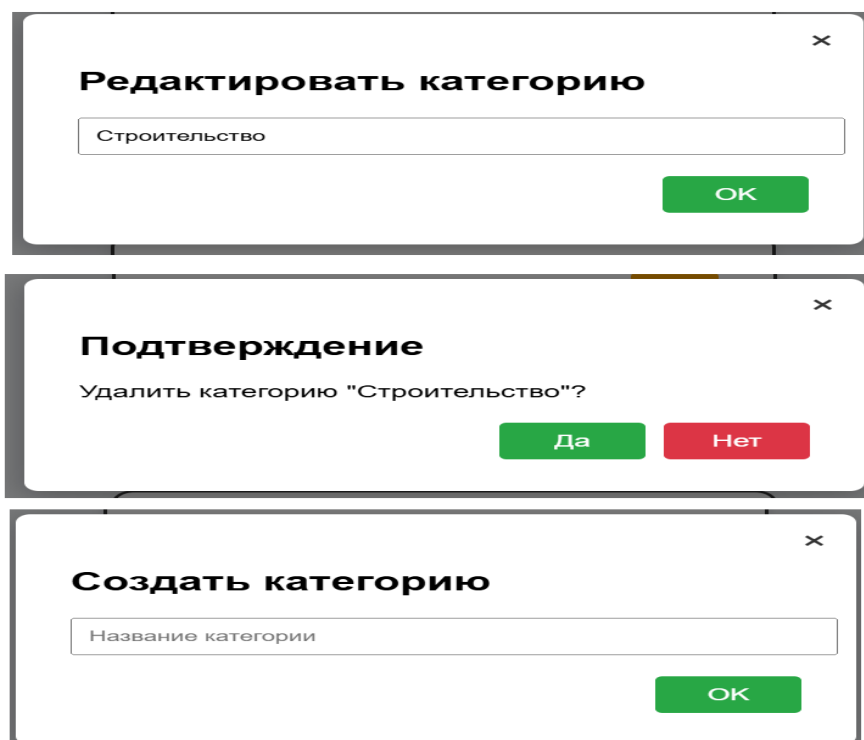 ×
Редактировать категорию
Строительство
OK
×
Подтверждение
Удалить категорию "Строительство"?
Да Нет
×
Создать категорию
Название категории
OK